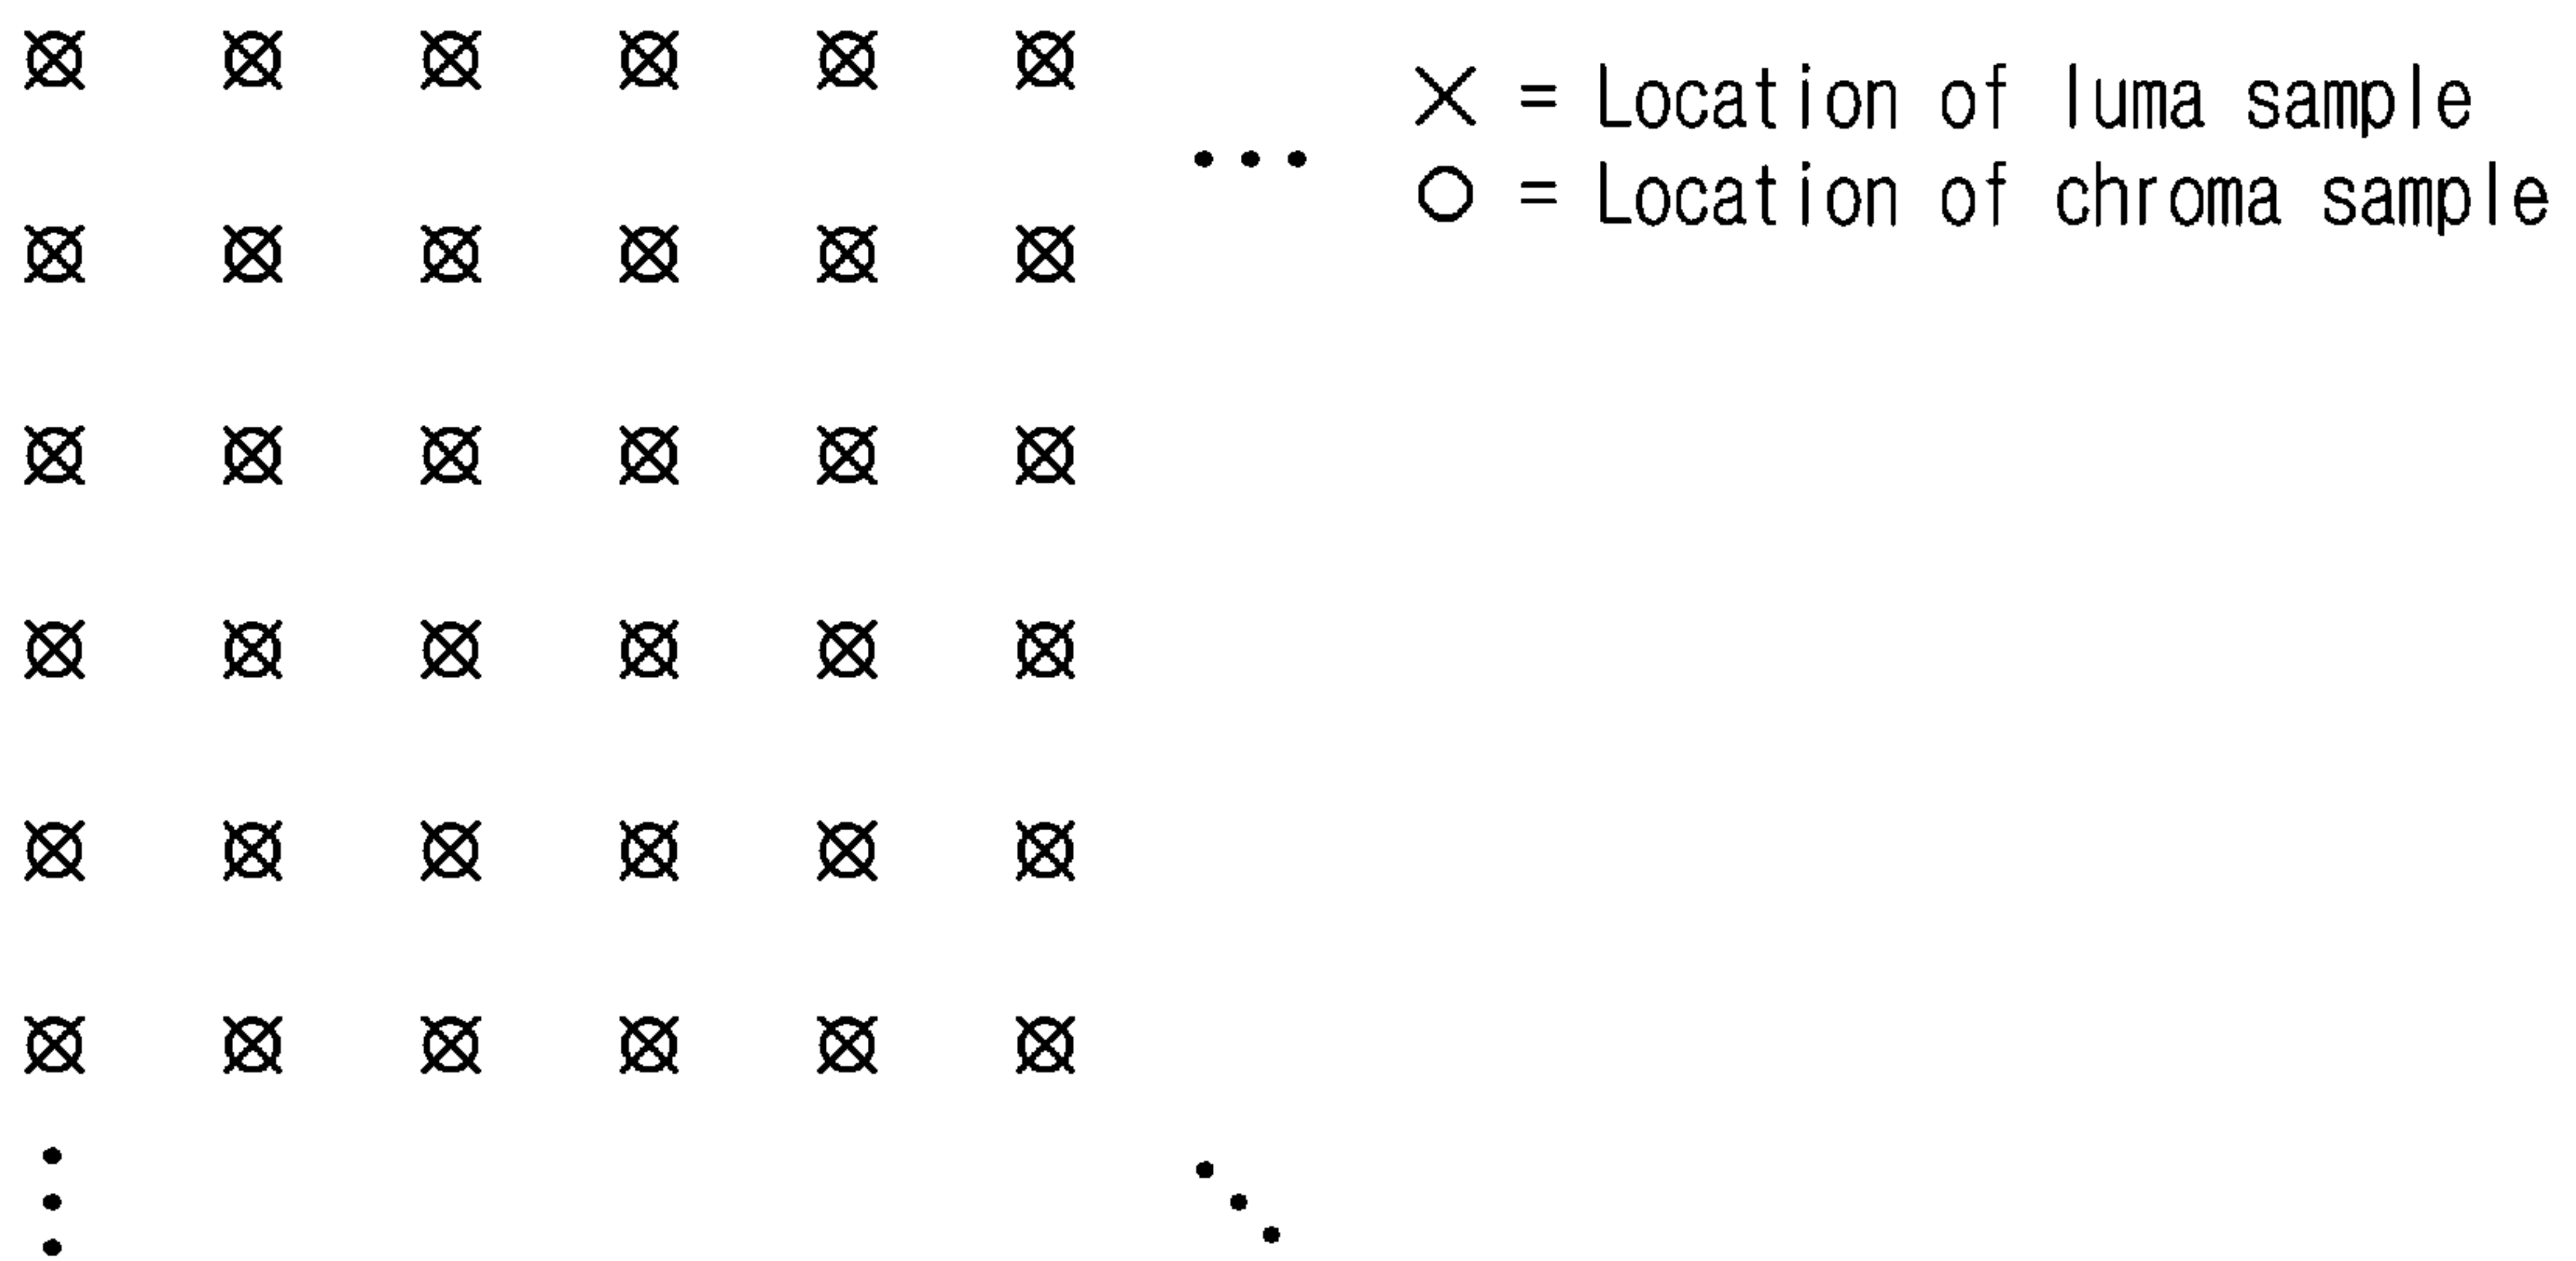 × = Location of luma sample
○ = Location of chroma sample